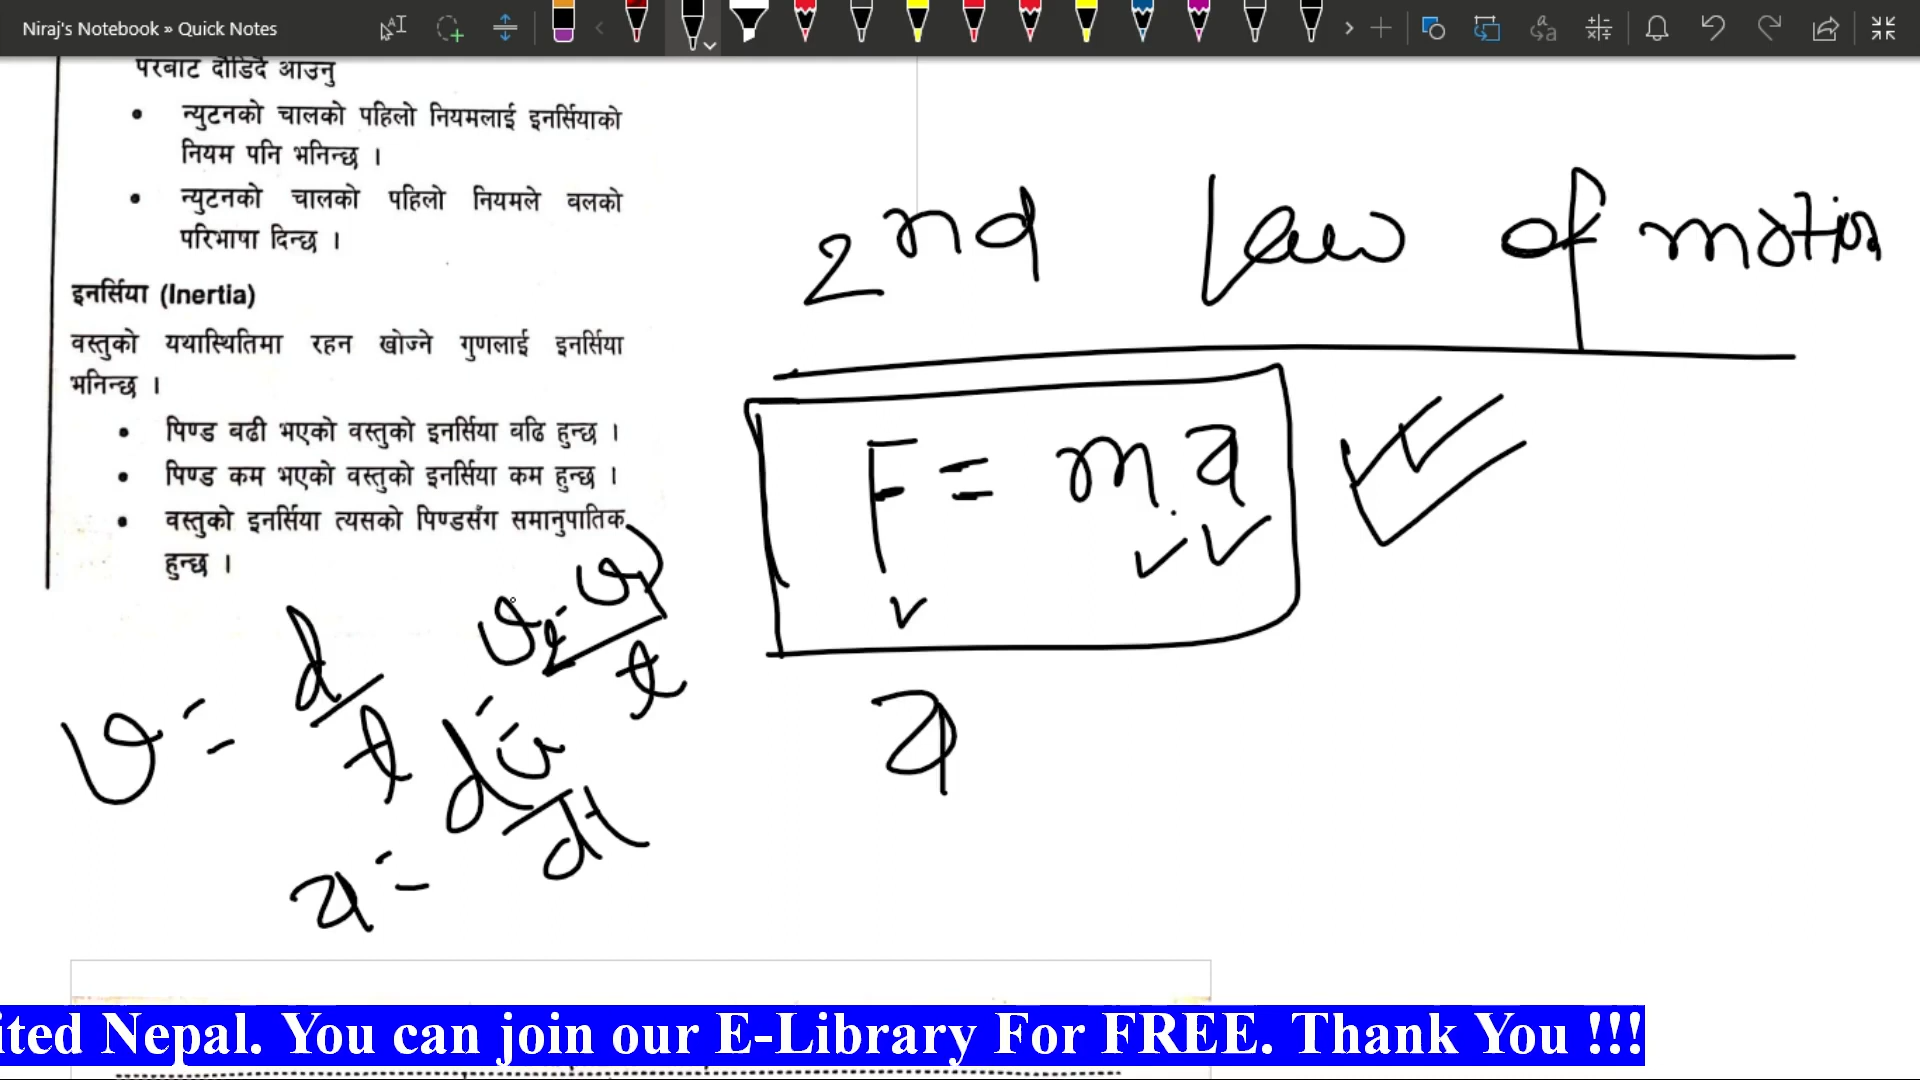 Niraj's Notebook » Quick Notes
परबाट दौडिदै आउनु
• न्युटनको चालको पहिलो नियमलाई इनर्सियाको
नियम पनि भनिन्छ ।
• न्युटनको चालको पहिलो नियमले बलको
परिभाषा दिन्छ ।
इनर्सिया (Inertia)
वस्तुको यथास्थितिमा रहन खोज्ने गुणलाई इनर्सिया
भनिन्छ ।
• पिण्ड बढी भएको वस्तुको इनर्सिया बढि हुन्छ ।
• पिण्ड कम भएको वस्तुको इनर्सिया कम हुन्छ ।
• वस्तुको इनर्सिया त्यसको पिण्डसँग समानुपातिक
हुन्छ ।
2nd law of motion
F = m.a
a
v = d/t
v2-v1/t
a = dv/dt
ited Nepal. You can join our E-Library For FREE. Thank You !!!